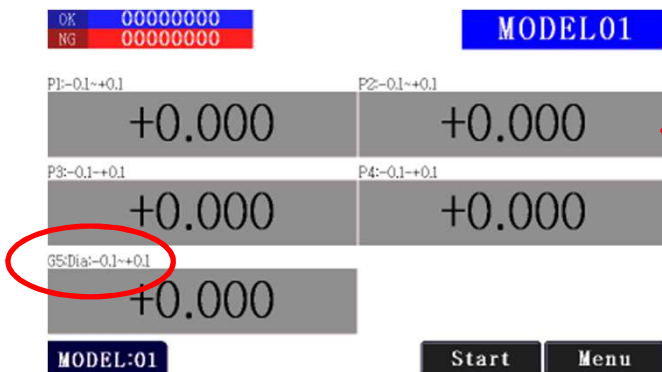 OK 00000000
NG 00000000
MODEL01
P1:-0.1~+0.1
P2:-0.1~+0.1
+0.000
+0.000
P3:-0.1~+0.1
P4:-0.1~+0.1
+0.000
+0.000
G5:Dia:-0.1~+0.1
+0.000
MODEL:01
Start
Menu